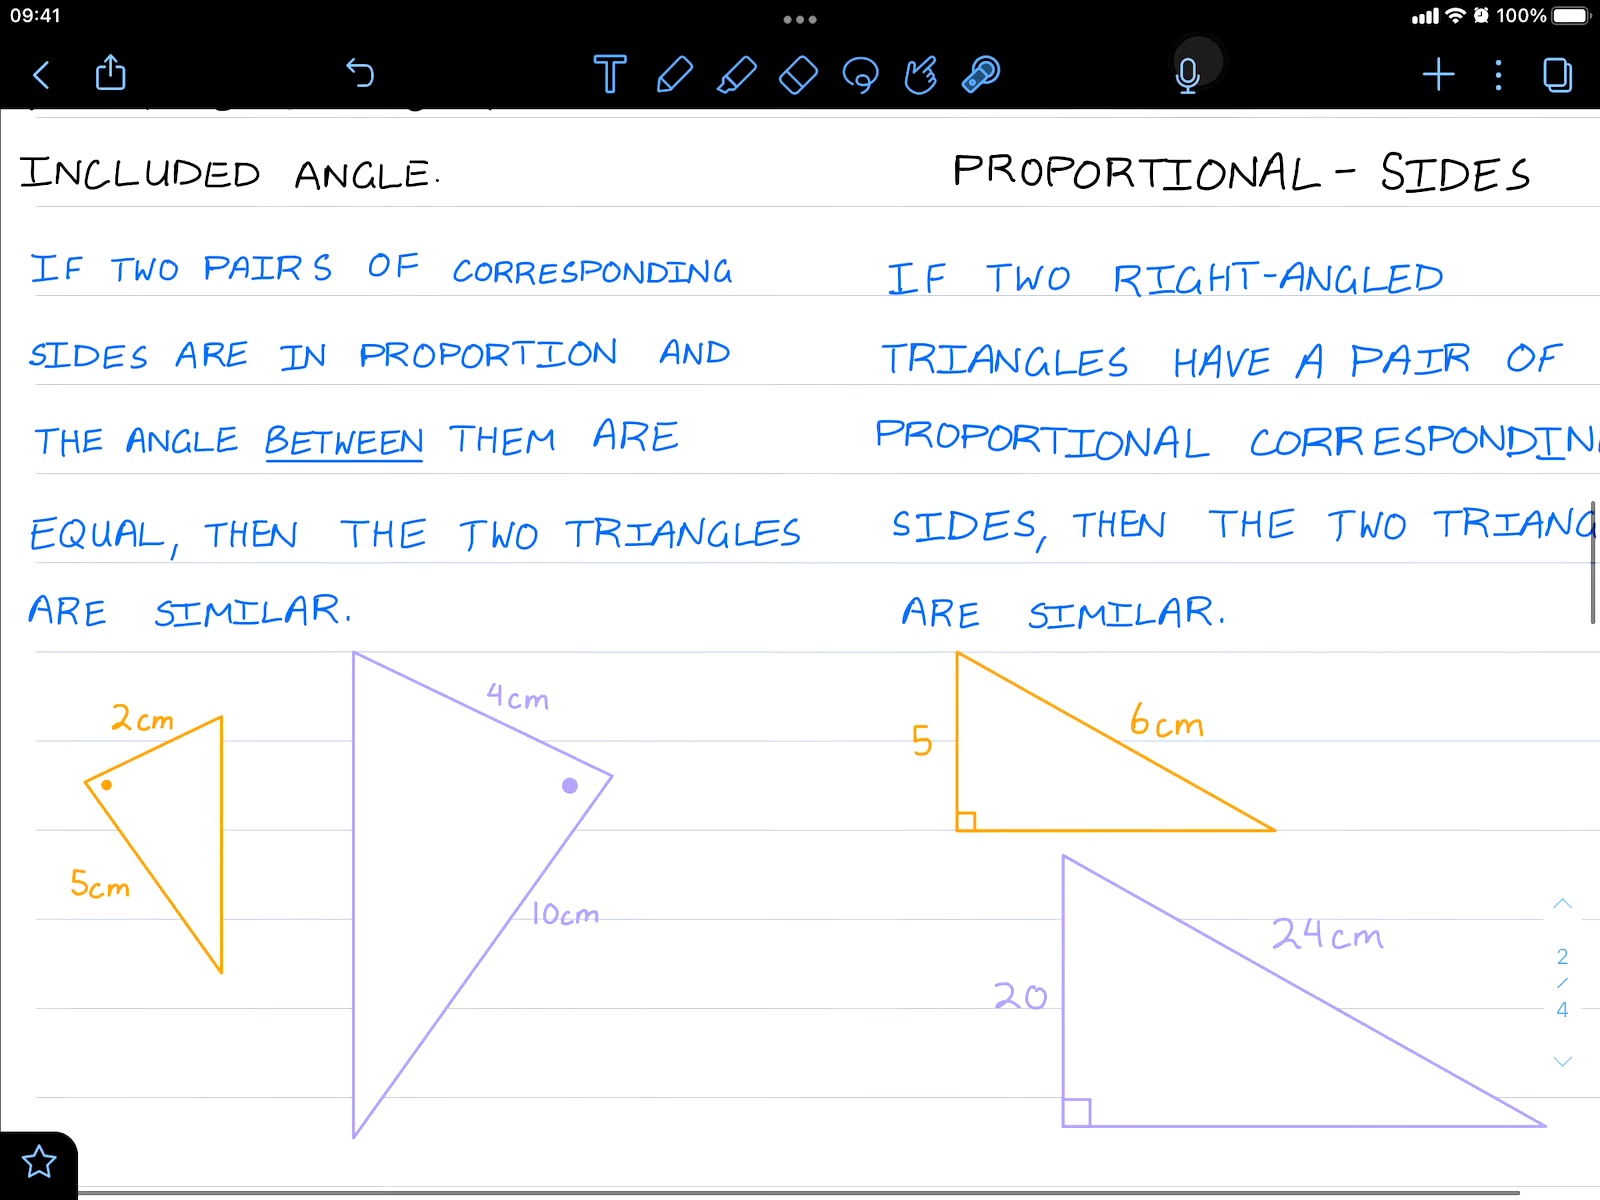 09:41
100%
INCLUDED ANGLE.
IF TWO PAIRS OF CORRESPONDING
SIDES ARE IN PROPORTION AND
THE ANGLE BETWEEN THEM ARE
EQUAL, THEN THE TWO TRIANGLES
ARE SIMILAR.
2cm
5cm
4cm
10cm
PROPORTIONAL - SIDES
IF TWO RIGHT-ANGLED
TRIANGLES HAVE A PAIR OF
PROPORTIONAL CORRESPONDIN
SIDES, THEN THE TWO TRIANG
ARE SIMILAR.
5
6cm
20
24cm
2
/
4